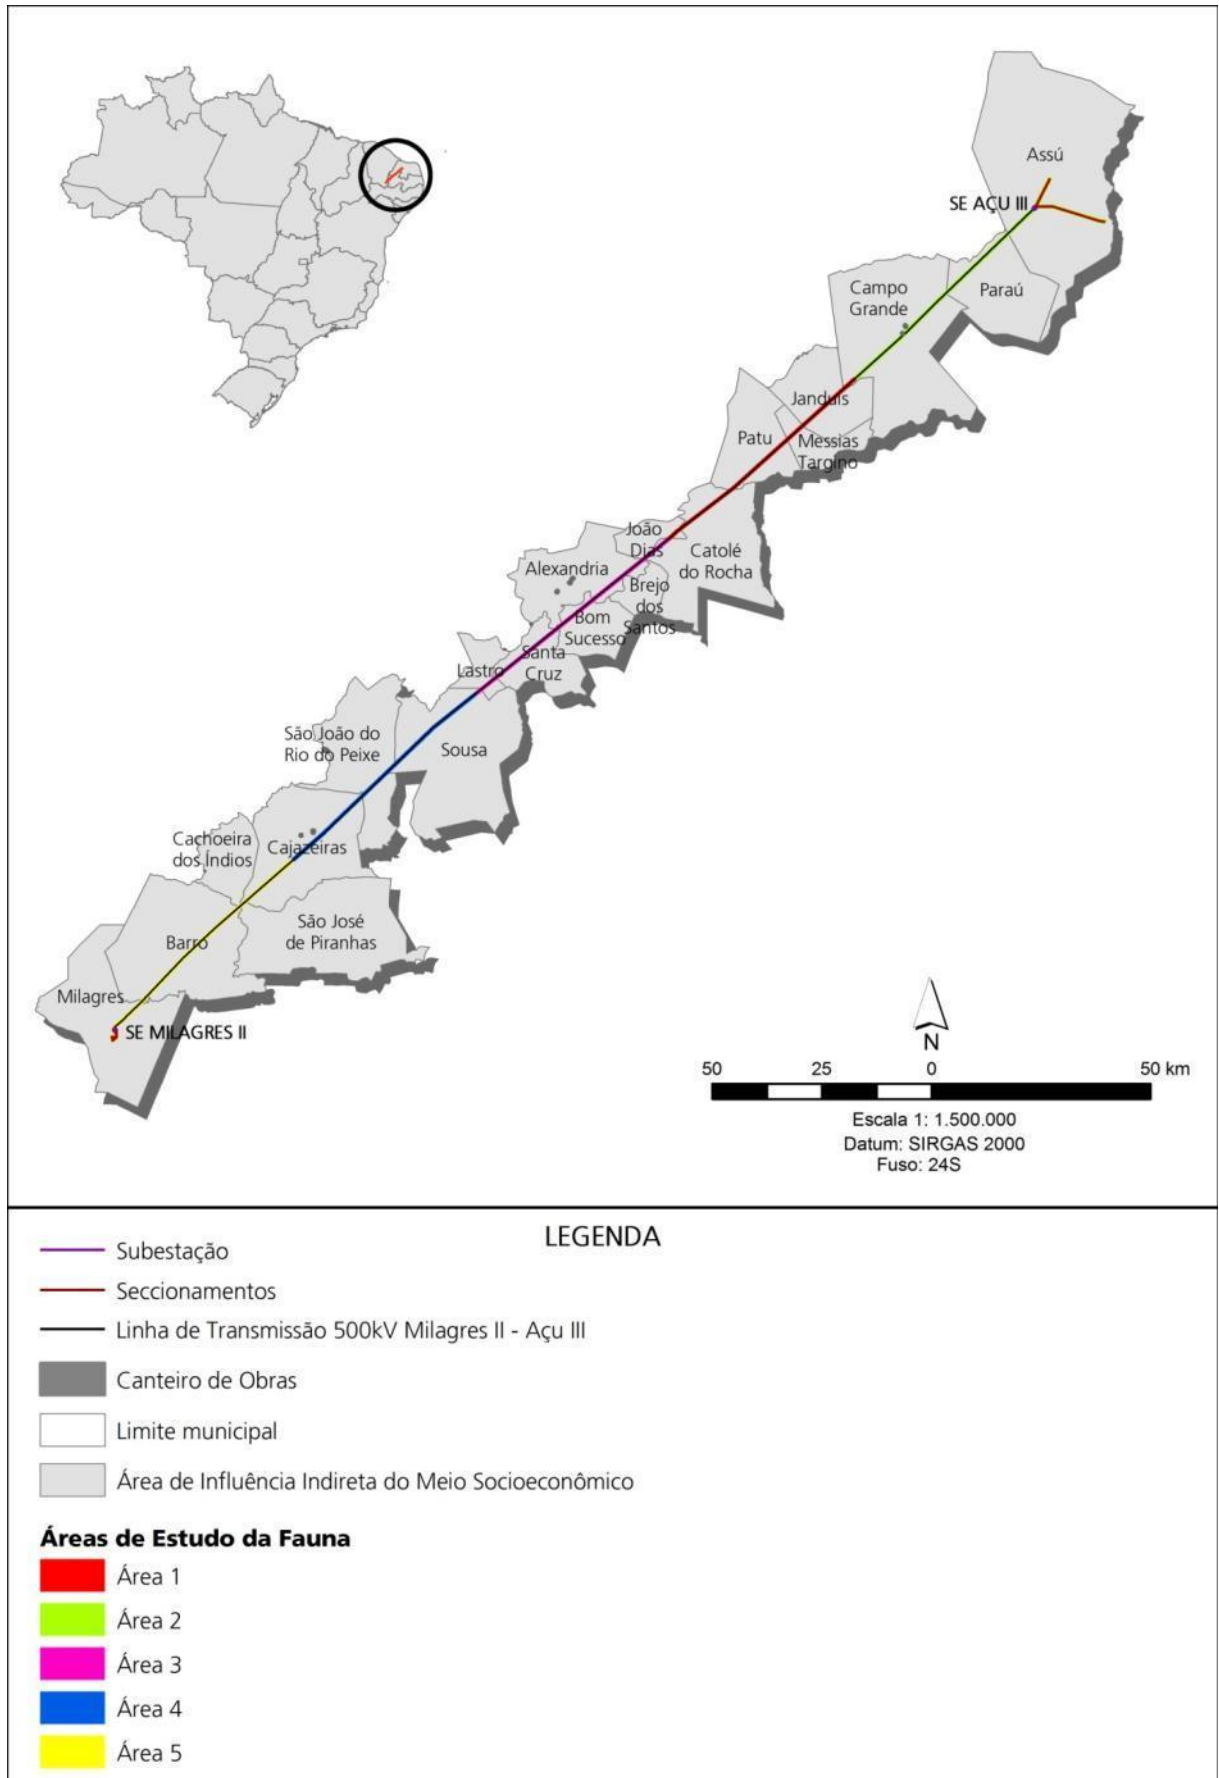 Assú
SE AÇU III
Campo
Grande
Paraú
Janduís
Patu
Messias
Targino
João
Dias
Catolé
do Rocha
Alexandria
Brejo
dos
Santos
Bom
Sucesso
Santa
Cruz
Lastro
São João do
Rio do Peixe
Sousa
Cachoeira
dos Índios
Cajazeiras
São José
de Piranhas
Barro
Milagres
SE MILAGRES II
N
50 25 0 50 km
Escala 1: 1.500.000
Datum: SIRGAS 2000
Fuso: 24S
LEGENDA
Subestação
Seccionamentos
Linha de Transmissão 500kV Milagres II - Açu III
Canteiro de Obras
Limite municipal
Área de Influência Indireta do Meio Socioeconômico
Áreas de Estudo da Fauna
Área 1
Área 2
Área 3
Área 4
Área 5